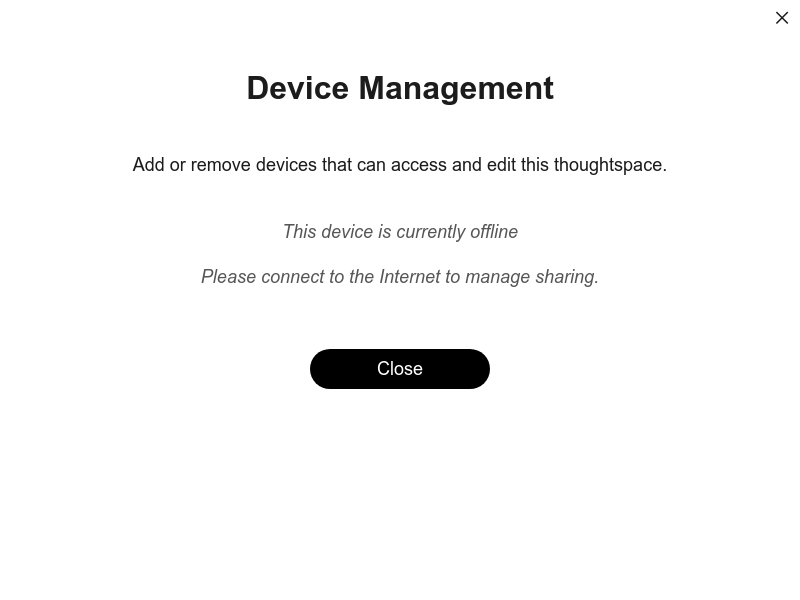 Device Management
Add or remove devices that can access and edit this thoughtspace.
This device is currently offline
Please connect to the Internet to manage sharing.
Close